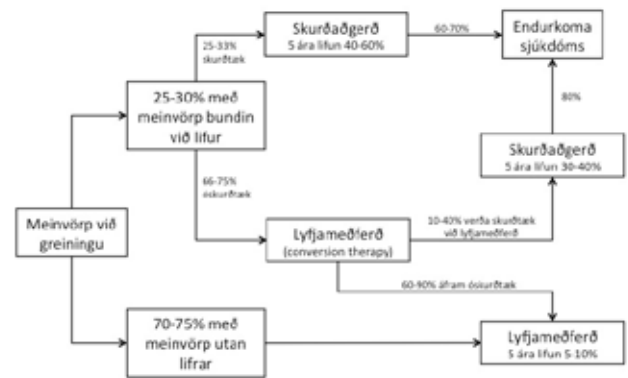 Skurðaðgerð
5 ára lifun 40-60%
60-70%
Endurkoma
sjúkdóms
25-33%
skurðtæk
25-30% með
meinvörp bundin
við lifur
80%
Skurðaðgerð
5 ára lifun 30-40%
66-75%
óskurðtæk
Meinvörp við
greiningu
Lyfjameðferð
(conversion therapy)
10-40% verða skurðtæk
við lyfjameðferð
60-90% áfram óskurðtæk
70-75% með
meinvörp utan
lifrar
Lyfjameðferð
5 ára lifun 5-10%